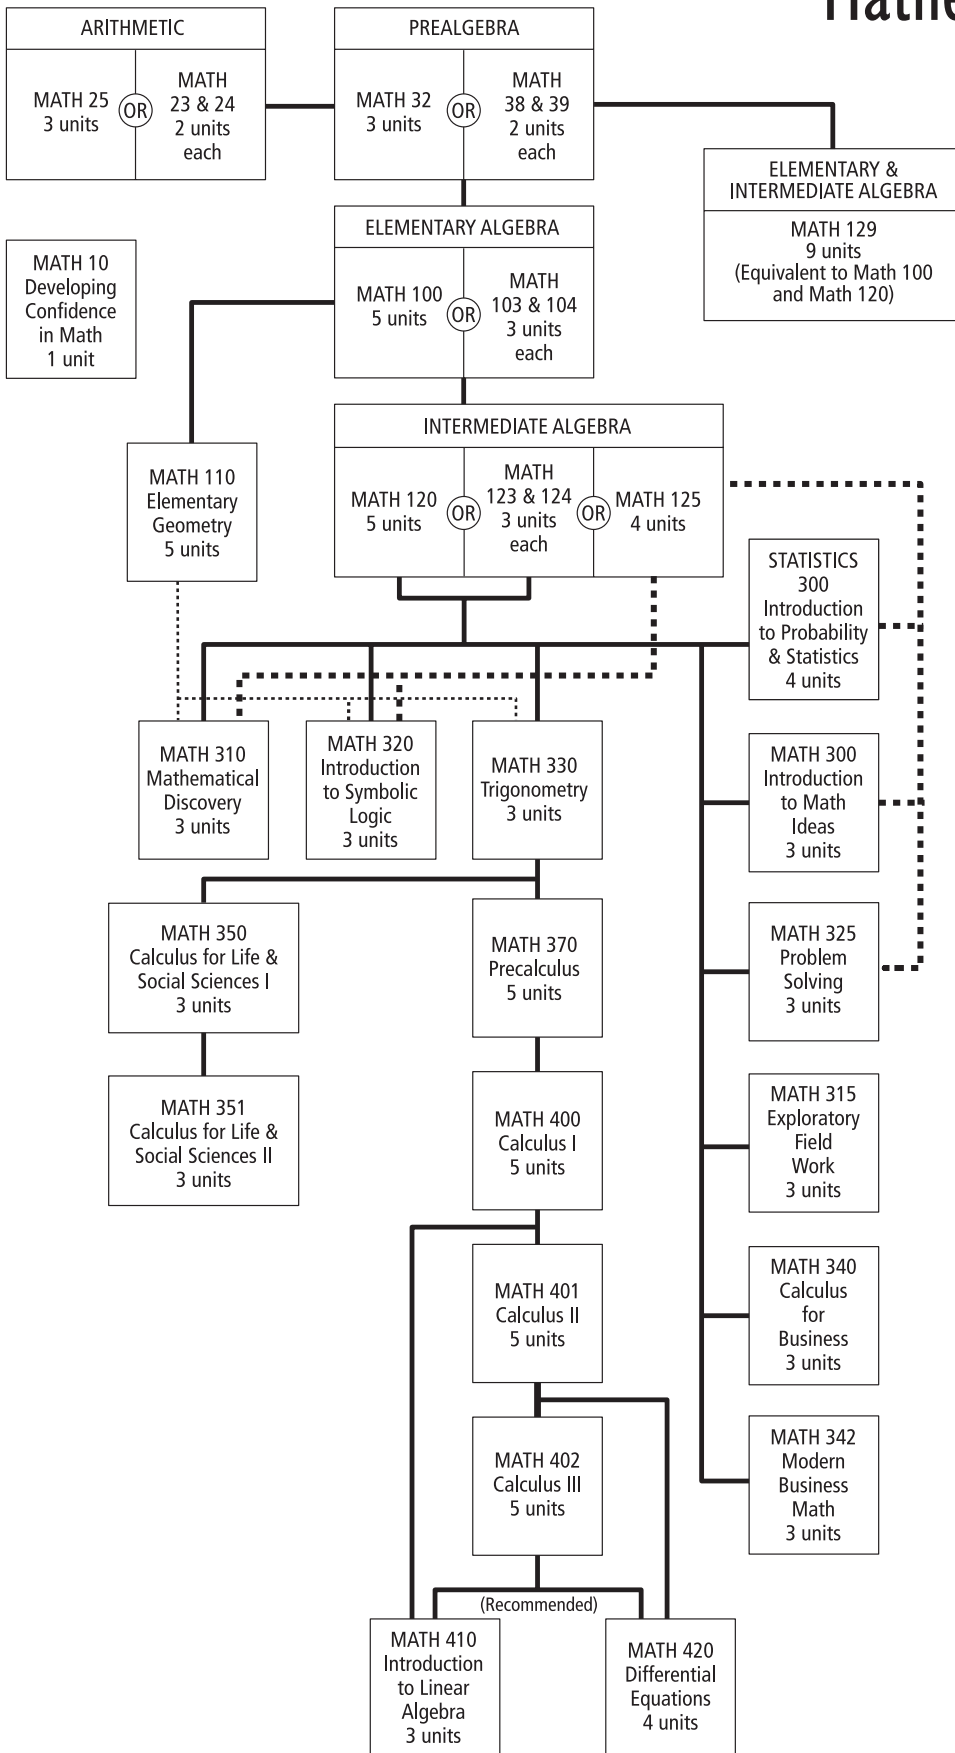 ARITHMETIC
MATH 25
3 units
OR
MATH
23 & 24
2 units
each
PREALGEBRA
MATH 32
3 units
OR
MATH
38 & 39
2 units
each
ELEMENTARY &
INTERMEDIATE ALGEBRA
MATH 129
9 units
(Equivalent to Math 100
and Math 120)
ELEMENTARY ALGEBRA
MATH 100
5 units
OR
MATH
103 & 104
3 units
each
MATH 10
Developing
Confidence
in Math
1 unit
INTERMEDIATE ALGEBRA
MATH 120
5 units
OR
MATH
123 & 124
3 units
each
OR
MATH 125
4 units
MATH 110
Elementary
Geometry
5 units
STATISTICS
300
Introduction
to Probability
& Statistics
4 units
MATH 310
Mathematical
Discovery
3 units
MATH 320
Introduction
to Symbolic
Logic
3 units
MATH 330
Trigonometry
3 units
MATH 300
Introduction
to Math
Ideas
3 units
MATH 350
Calculus for Life &
Social Sciences I
3 units
MATH 370
Precalculus
5 units
MATH 325
Problem
Solving
3 units
MATH 351
Calculus for Life &
Social Sciences II
3 units
MATH 400
Calculus I
5 units
MATH 315
Exploratory
Field
Work
3 units
MATH 401
Calculus II
5 units
MATH 340
Calculus
for
Business
3 units
MATH 402
Calculus III
5 units
MATH 342
Modern
Business
Math
3 units
(Recommended)
MATH 410
Introduction
to Linear
Algebra
3 units
MATH 420
Differential
Equations
4 units